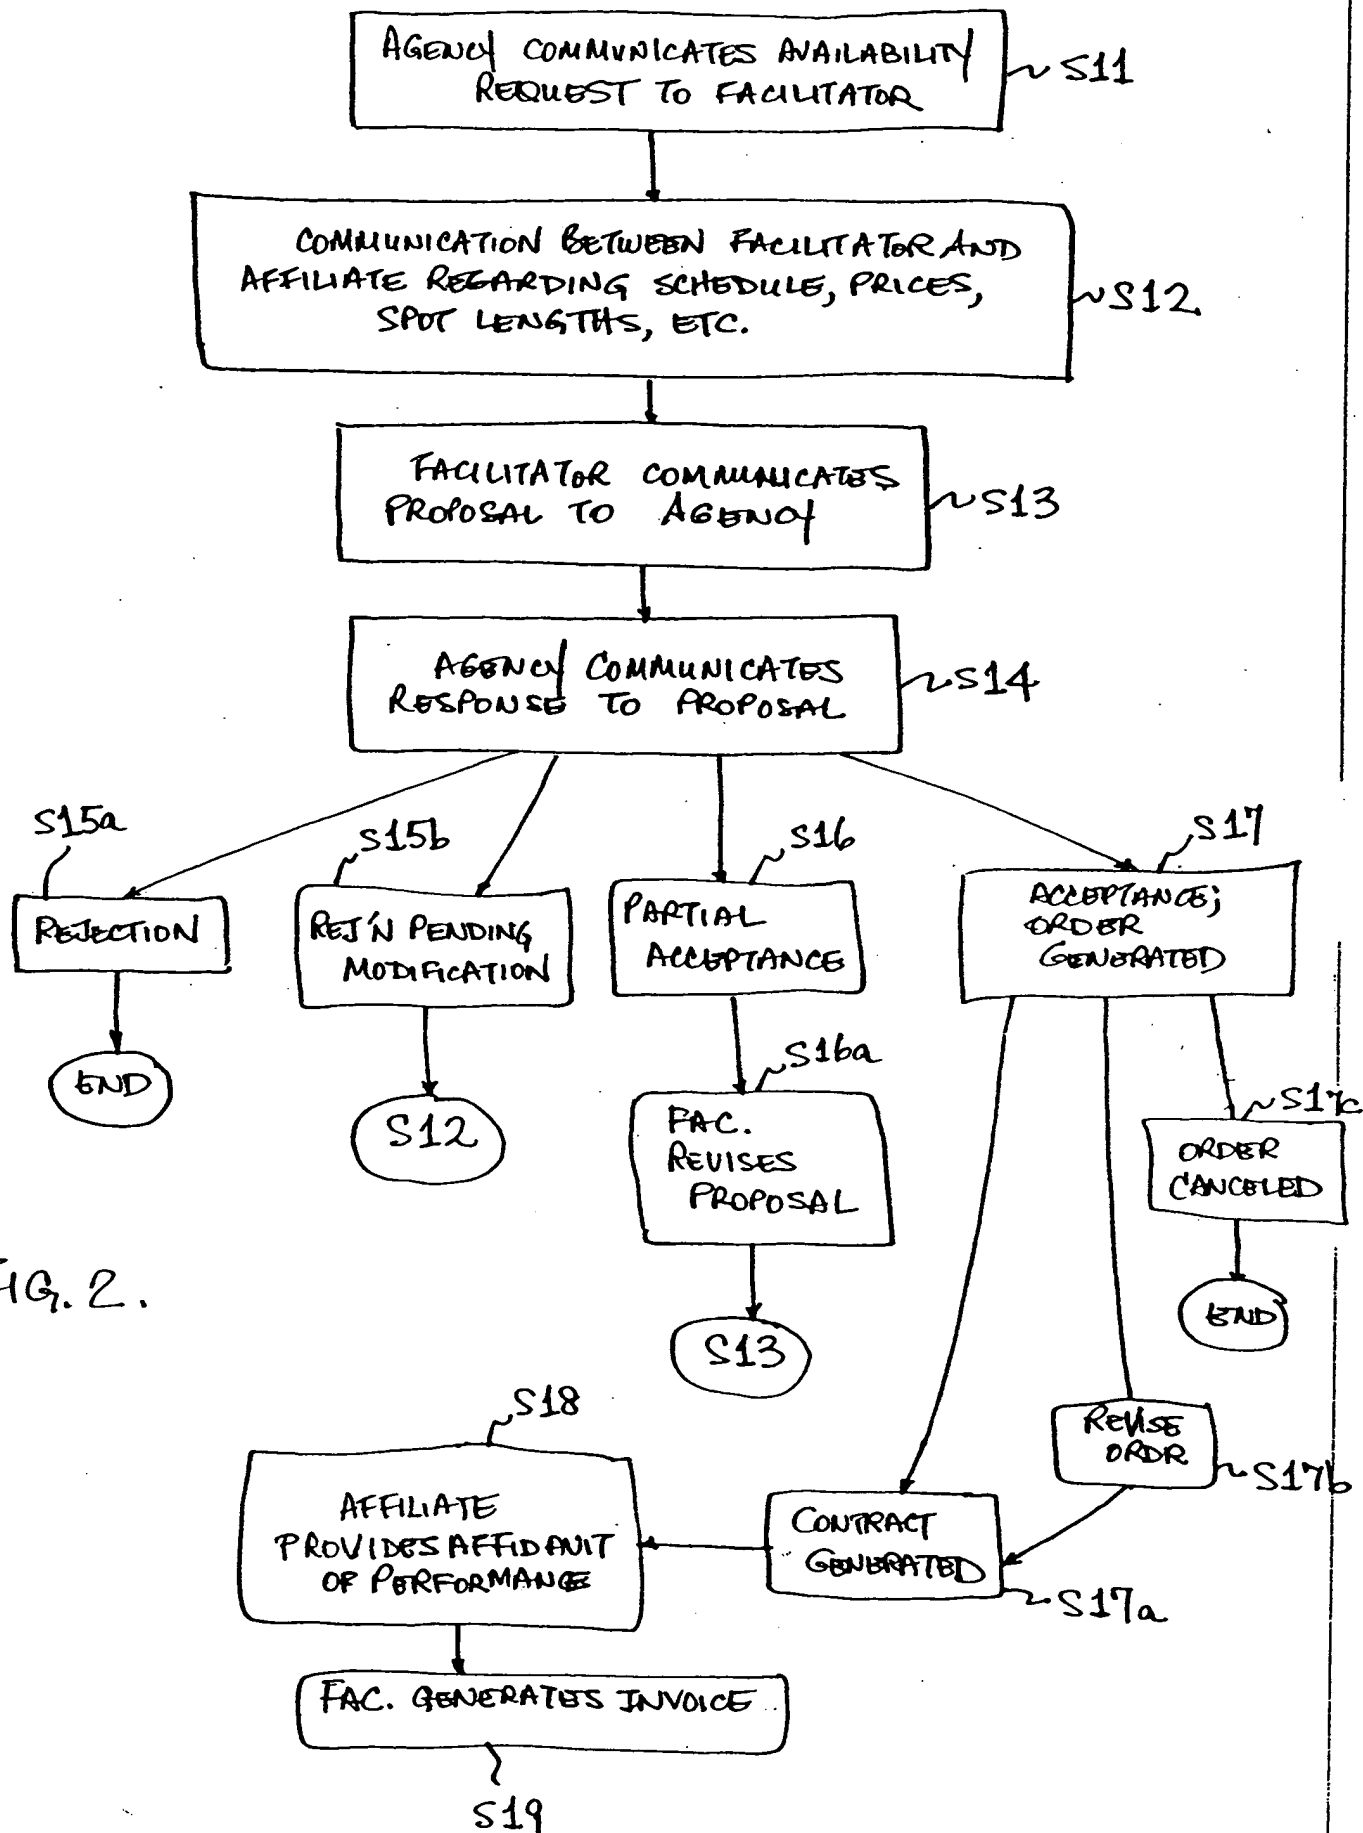 AGENCY COMMUNICATES AVAILABILITY
REQUEST TO FACILITATOR
S11
COMMUNICATION BETWEEN FACILITATOR AND
AFFILIATE REGARDING SCHEDULE, PRICES,
SPOT LENGTHS, ETC.
S12
FACILITATOR COMMUNICATES
PROPOSAL TO AGENCY
S13
AGENCY COMMUNICATES
RESPONSE TO PROPOSAL
S14
S15a
REJECTION
END
S15b
REJ'N PENDING
MODIFICATION
S12
S16
PARTIAL
ACCEPTANCE
S16a
FAC.
REVISES
PROPOSAL
S13
S17
ACCEPTANCE;
ORDER
GENERATED
S17c
ORDER
CANCELED
END
REVISE
ORDR
S17b
CONTRACT
GENERATED
S17a
S18
AFFILIATE
PROVIDES AFFIDAVIT
OF PERFORMANCE
FAC. GENERATES INVOICE
S19
FIG. 2.